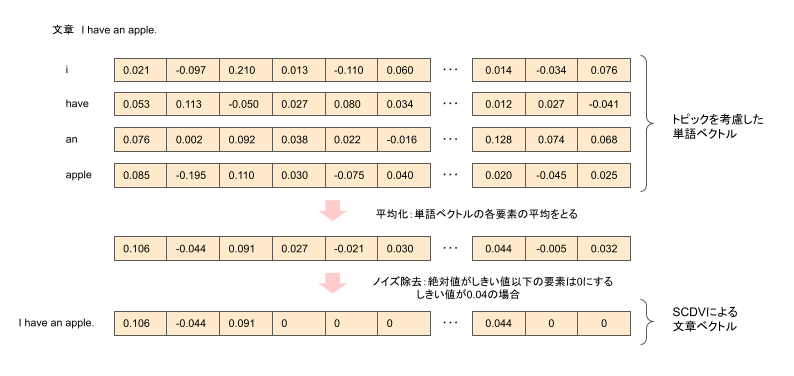 文章 I have an apple.
i 0.021 -0.097 0.210 0.013 -0.110 0.060 ... 0.014 -0.034 0.076
have 0.053 0.113 -0.050 0.027 0.080 0.034 ... 0.012 0.027 -0.041
an 0.076 0.002 0.092 0.038 0.022 -0.016 ... 0.128 0.074 0.068
apple 0.085 -0.195 0.110 0.030 -0.075 0.040 ... 0.020 -0.045 0.025
トピックを考慮した
単語ベクトル
平均化：単語ベクトルの各要素の平均をとる
0.106 -0.044 0.091 0.027 -0.021 0.030 ... 0.044 -0.005 0.032
ノイズ除去：絶対値がしきい値以下の要素は0にする
しきい値が0.04の場合
I have an apple. 0.106 -0.044 0.091 0 0 0 ... 0.044 0 0
SCDVによる
文章ベクトル